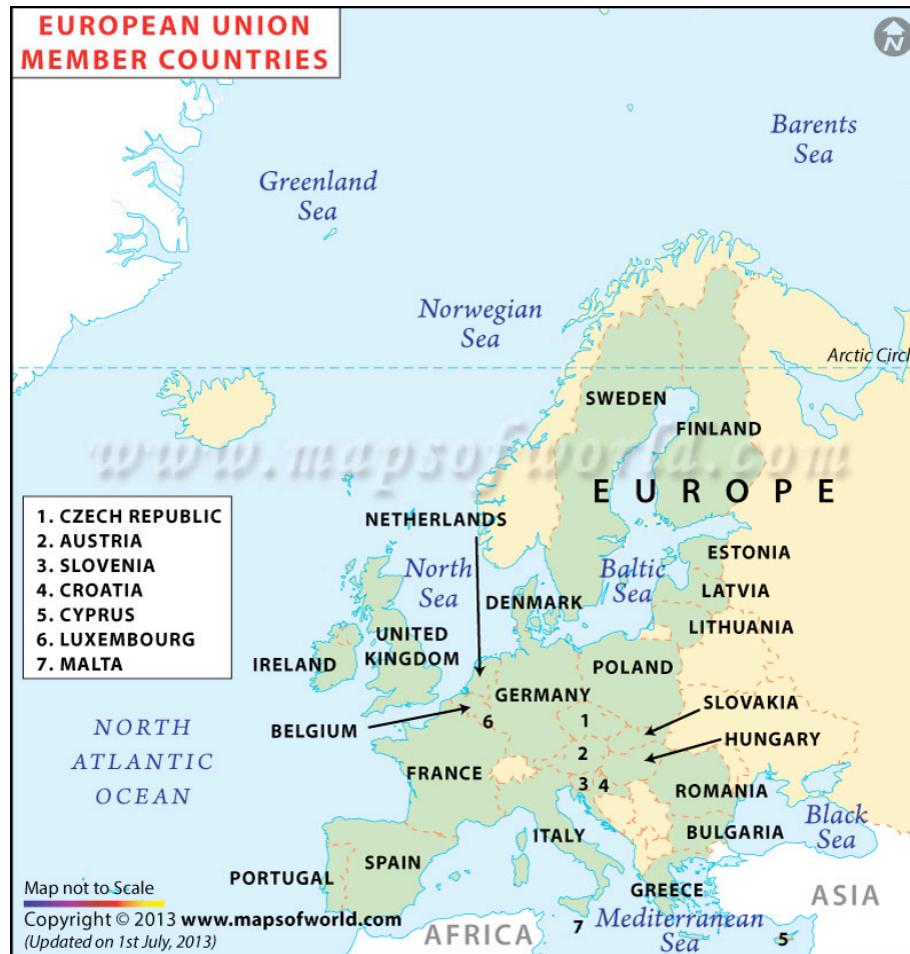 EUROPEAN UNION
MEMBER COUNTRIES
N
Barents
Sea
Greenland
Sea
Norwegian
Sea
Arctic Circl
SWEDEN
FINLAND
www.mapsofworld.com
EUROPE
1. CZECH REPUBLIC
2. AUSTRIA
3. SLOVENIA
4. CROATIA
5. CYPRUS
6. LUXEMBOURG
7. MALTA
NETHERLANDS
North
Sea
Baltic
Sea
ESTONIA
LATVIA
LITHUANIA
DENMARK
UNITED
KINGDOM
IRELAND
POLAND
GERMANY
BELGIUM
6
1
SLOVAKIA
HUNGARY
2
NORTH
ATLANTIC
OCEAN
FRANCE
3
4
ROMANIA
Black
Sea
ITALY
BULGARIA
PORTUGAL
SPAIN
GREECE
ASIA
Mediterranean
Sea
7
5
AFRICA
Map not to Scale
Copyright © 2013 www.mapsofworld.com
(Updated on 1st July, 2013)